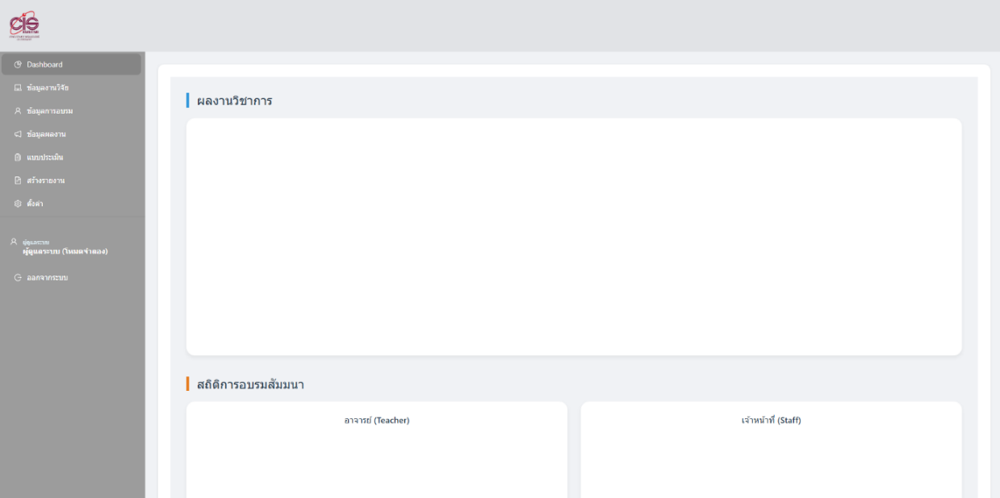 CIS
Dashboard
ข้อมูลงานวิจัย
ข้อมูลการอบรม
ข้อมูลผลงาน
แบบประเมิน
สร้างรายงาน
ตั้งค่า
ผู้ดูแลระบบ
ผู้ดูแลระบบ (โหมดจำลอง)
ออกจากระบบ
ผลงานวิชาการ
สถิติการอบรมสัมมนา
อาจารย์ (Teacher)
เจ้าหน้าที่ (Staff)